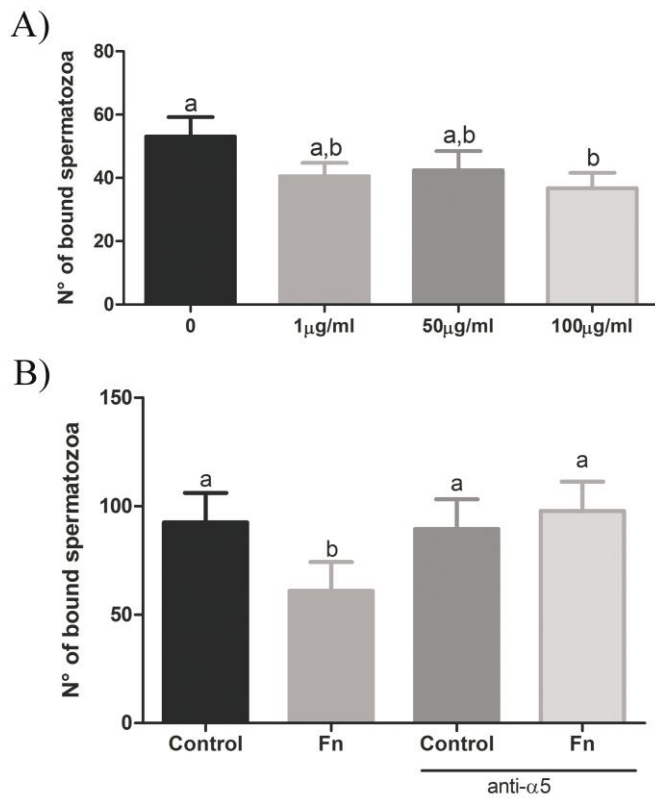 A)
N° of bound spermatozoa
80
60
40
20
0
a
a,b
a,b
b
0 1μg/ml 50μg/ml 100μg/ml
B)
N° of bound spermatozoa
150
100
50
0
a
b
a
a
Control Fn Control Fn
anti-α5